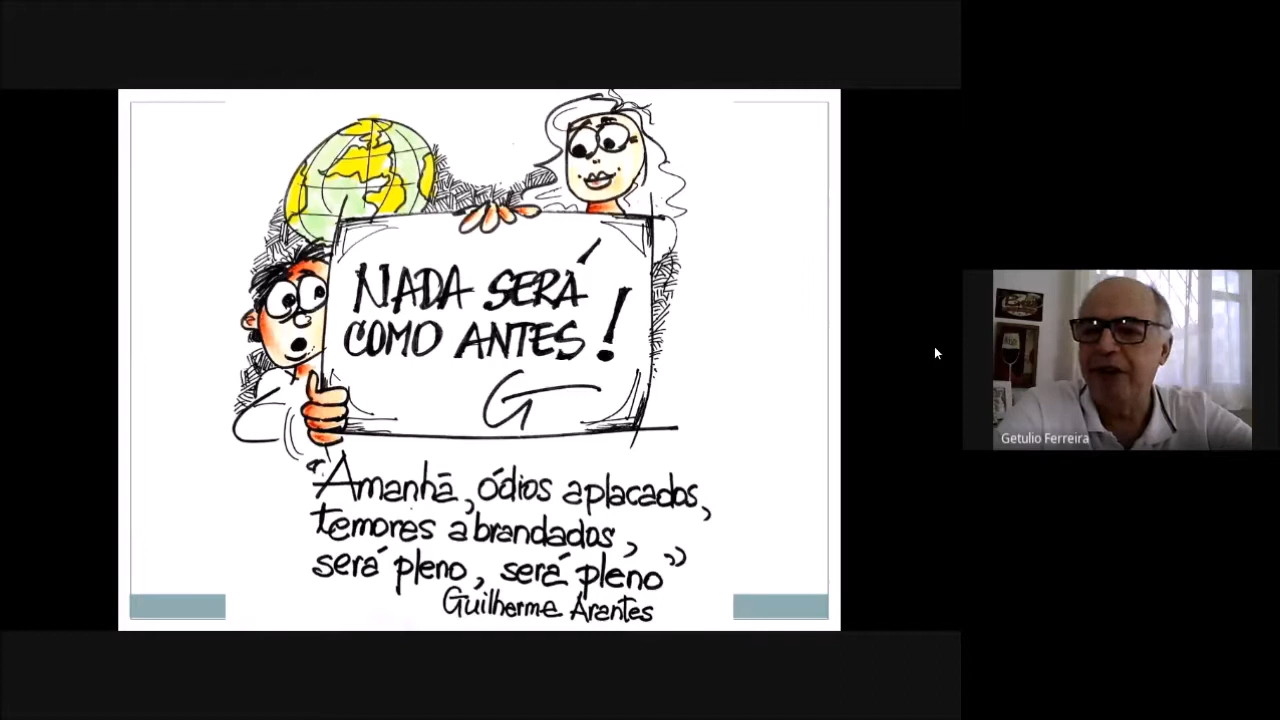 NADA SERÁ
COMO ANTES!
G
"Amanhã, ódios aplacados,
temores abrandados,
será pleno, será pleno"
Guilherme Arantes
Getulio Ferreira